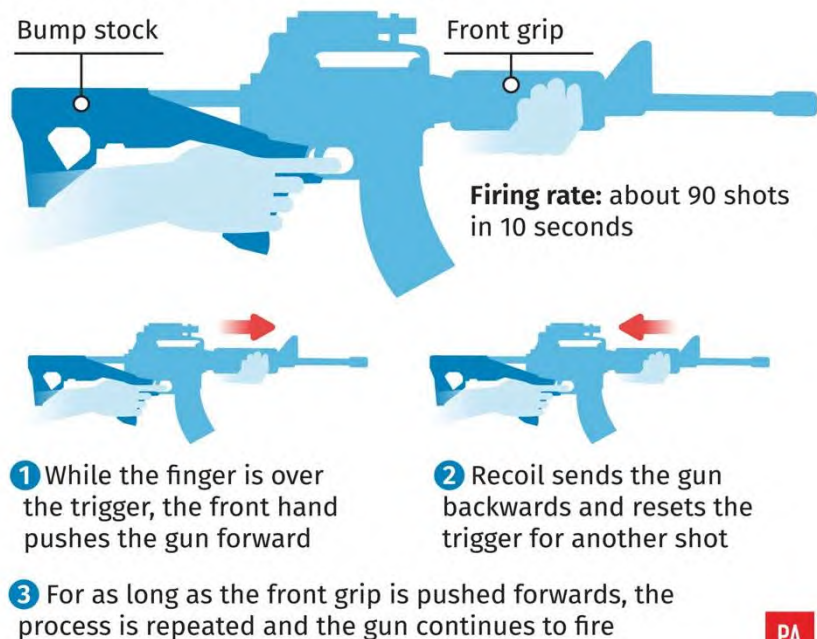 Bump stock
Front grip
Firing rate: about 90 shots
in 10 seconds
1 While the finger is over
the trigger, the front hand
pushes the gun forward
2 Recoil sends the gun
backwards and resets the
trigger for another shot
3 For as long as the front grip is pushed forwards, the
process is repeated and the gun continues to fire
PA